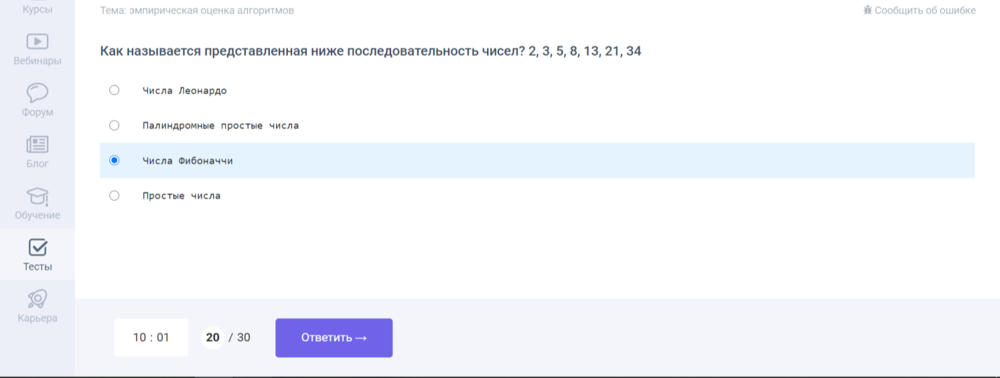 Курсы
Тема: эмпирическая оценка алгоритмов
Сообщить об ошибке
Вебинары
Форум
Блог
Обучение
Тесты
Карьера
Как называется представленная ниже последовательность чисел? 2, 3, 5, 8, 13, 21, 34
Числа Леонардо
Палиндромные простые числа
Числа Фибоначчи
Простые числа
10 : 01
20 / 30
Ответить →